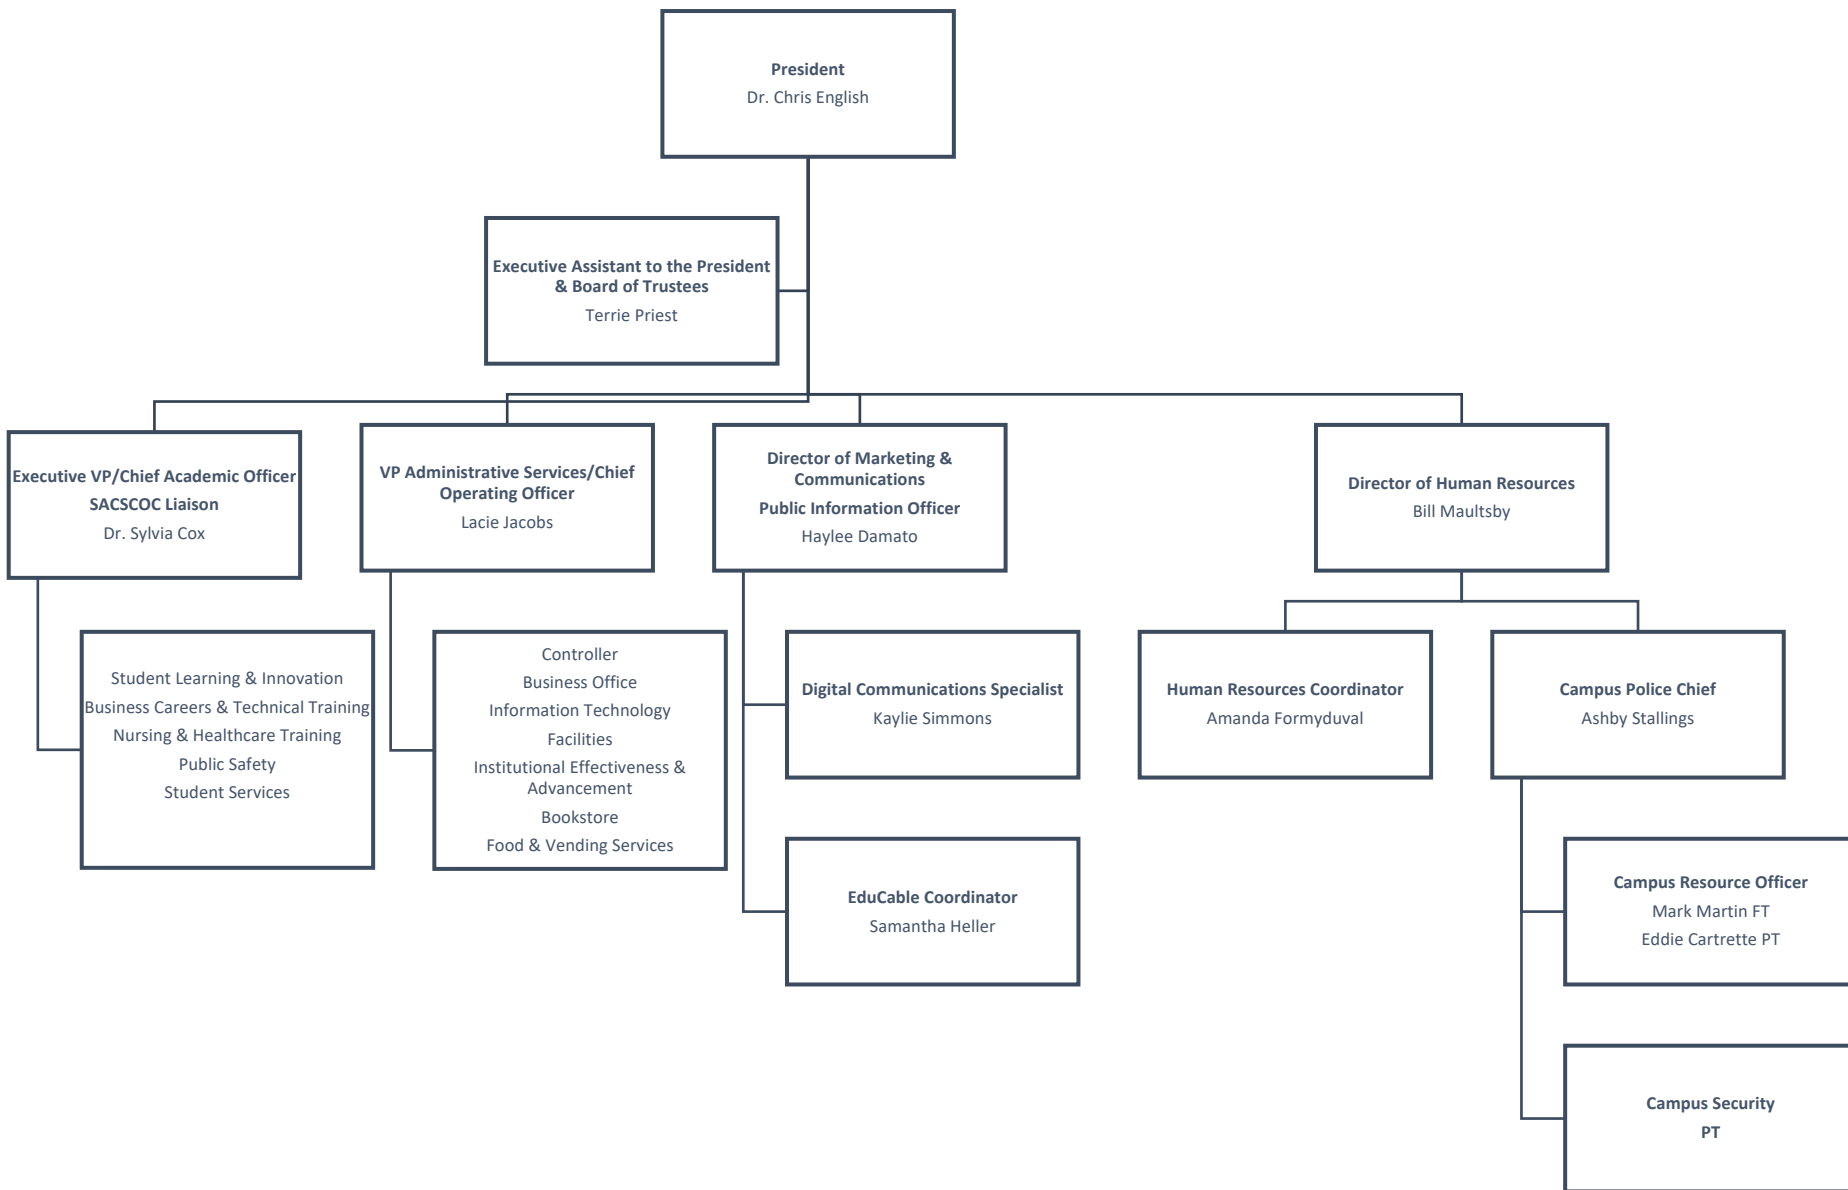 President
Dr. Chris English
Executive Assistant to the President
& Board of Trustees
Terrie Priest
Executive VP/Chief Academic Officer
SACSCOC Liaison
Dr. Sylvia Cox
VP Administrative Services/Chief
Operating Officer
Lacie Jacobs
Director of Marketing &
Communications
Public Information Officer
Haylee Damato
Director of Human Resources
Bill Maultsby
Student Learning & Innovation
Business Careers & Technical Training
Nursing & Healthcare Training
Public Safety
Student Services
Controller
Business Office
Information Technology
Facilities
Institutional Effectiveness &
Advancement
Bookstore
Food & Vending Services
Digital Communications Specialist
Kaylie Simmons
Human Resources Coordinator
Amanda Formyduval
Campus Police Chief
Ashby Stallings
EduCable Coordinator
Samantha Heller
Campus Resource Officer
Mark Martin FT
Eddie Cartrette PT
Campus Security
PT